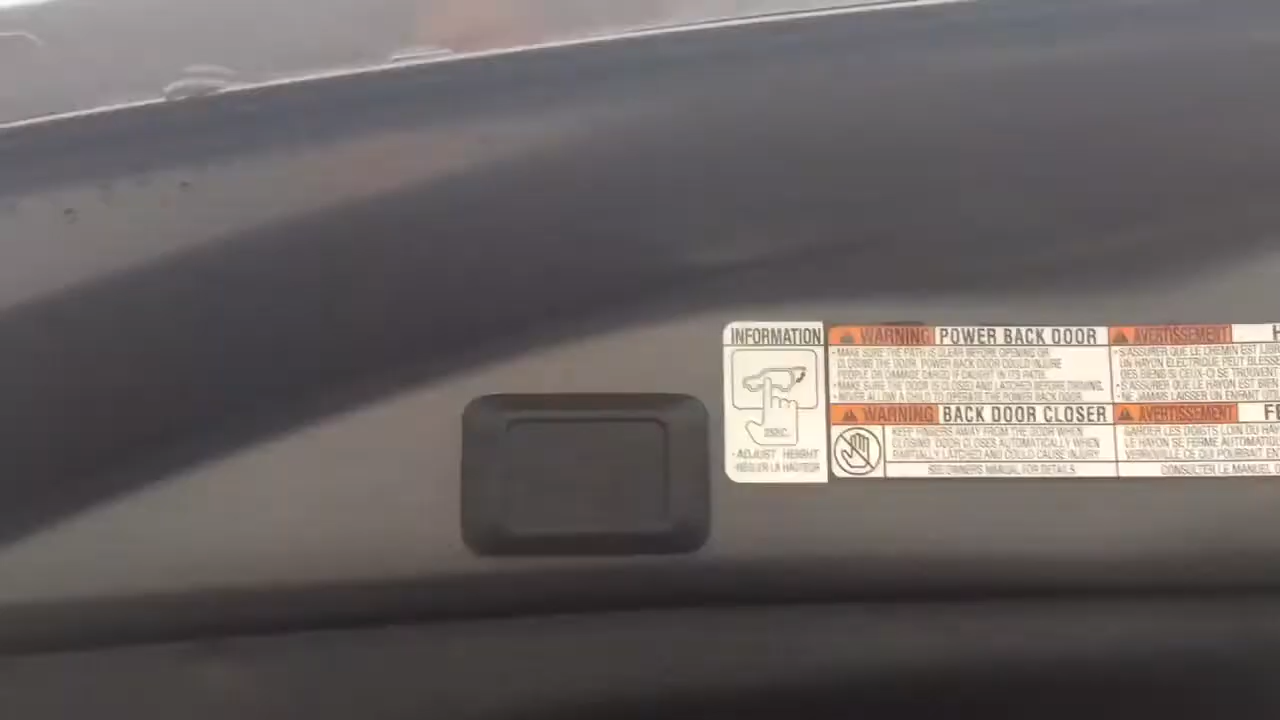 INFORMATION
2SEC.
·ADJUST HEIGHT
·RÉGLER LA HAUTEUR
WARNING POWER BACK DOOR
·MAKE SURE THE PATH IS CLEAR BEFORE OPENING OR
CLOSING THE DOOR. POWER BACK DOOR COULD INJURE
PEOPLE OR DAMAGE CARGO IF CAUGHT IN ITS PATH.
·MAKE SURE THE DOOR IS CLOSED AND LATCHED BEFORE DRIVING.
·NEVER ALLOW A CHILD TO OPERATE THE POWER BACK DOOR.
WARNING BACK DOOR CLOSER
KEEP FINGERS AWAY FROM THE DOOR WHEN
CLOSING. DOOR CLOSES AUTOMATICALLY WHEN
PARTIALLY LATCHED AND COULD CAUSE INJURY.
SEE OWNERS MANUAL FOR DETAILS.
AVERTISSEMENT
·S'ASSURER QUE LE CHEMIN EST
UN HAYON ÉLECTRIQUE PEUT
DES BIENS SI CEUX-CI SE TROUVENT
·S'ASSURER QUE LE HAYON EST BIEN
·NE JAMAIS LAISSER UN ENFANT
AVERTISSEMENT
GARDER LES DOIGTS LOIN DU
LE HAYON SE FERME
VERROUILLÉ CE QUI POURRAIT
CONSULTER LE MANUEL